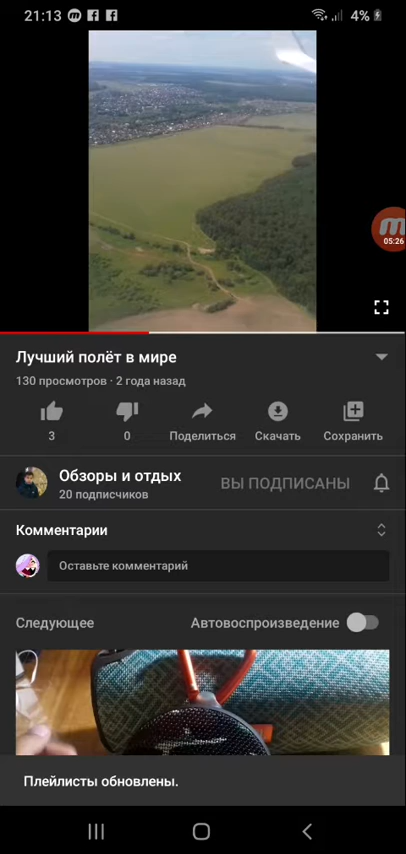 21:13 4%
05:26
Лучший полёт в мире
130 просмотров · 2 года назад
3 0 Поделиться Скачать Сохранить
Обзоры и отдых ВЫ ПОДПИСАНЫ
20 подписчиков
Комментарии
Оставьте комментарий
Следующее Автовоспроизведение
Плейлисты обновлены.